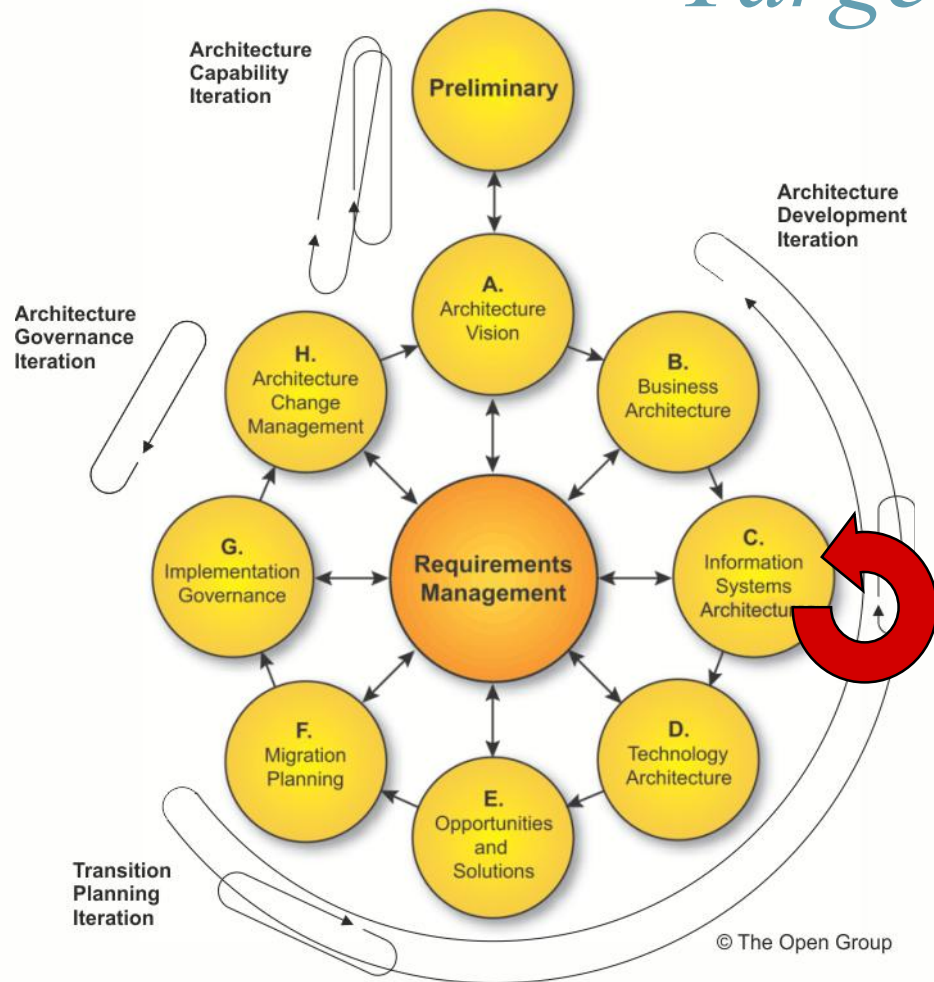 Architecture
Capability
Iteration
Preliminary
Architecture
Development
Iteration
A.
Architecture
Vision
Architecture
Governance
Iteration
H.
Architecture
Change
Management
B.
Business
Architecture
Requirements
Management
G.
Implementation
Governance
C.
Information
Systems
F.
Migration
Planning
D.
Technology
Architecture
E.
Opportunities
and
Solutions
Transition
Planning
Iteration
© The Open Group